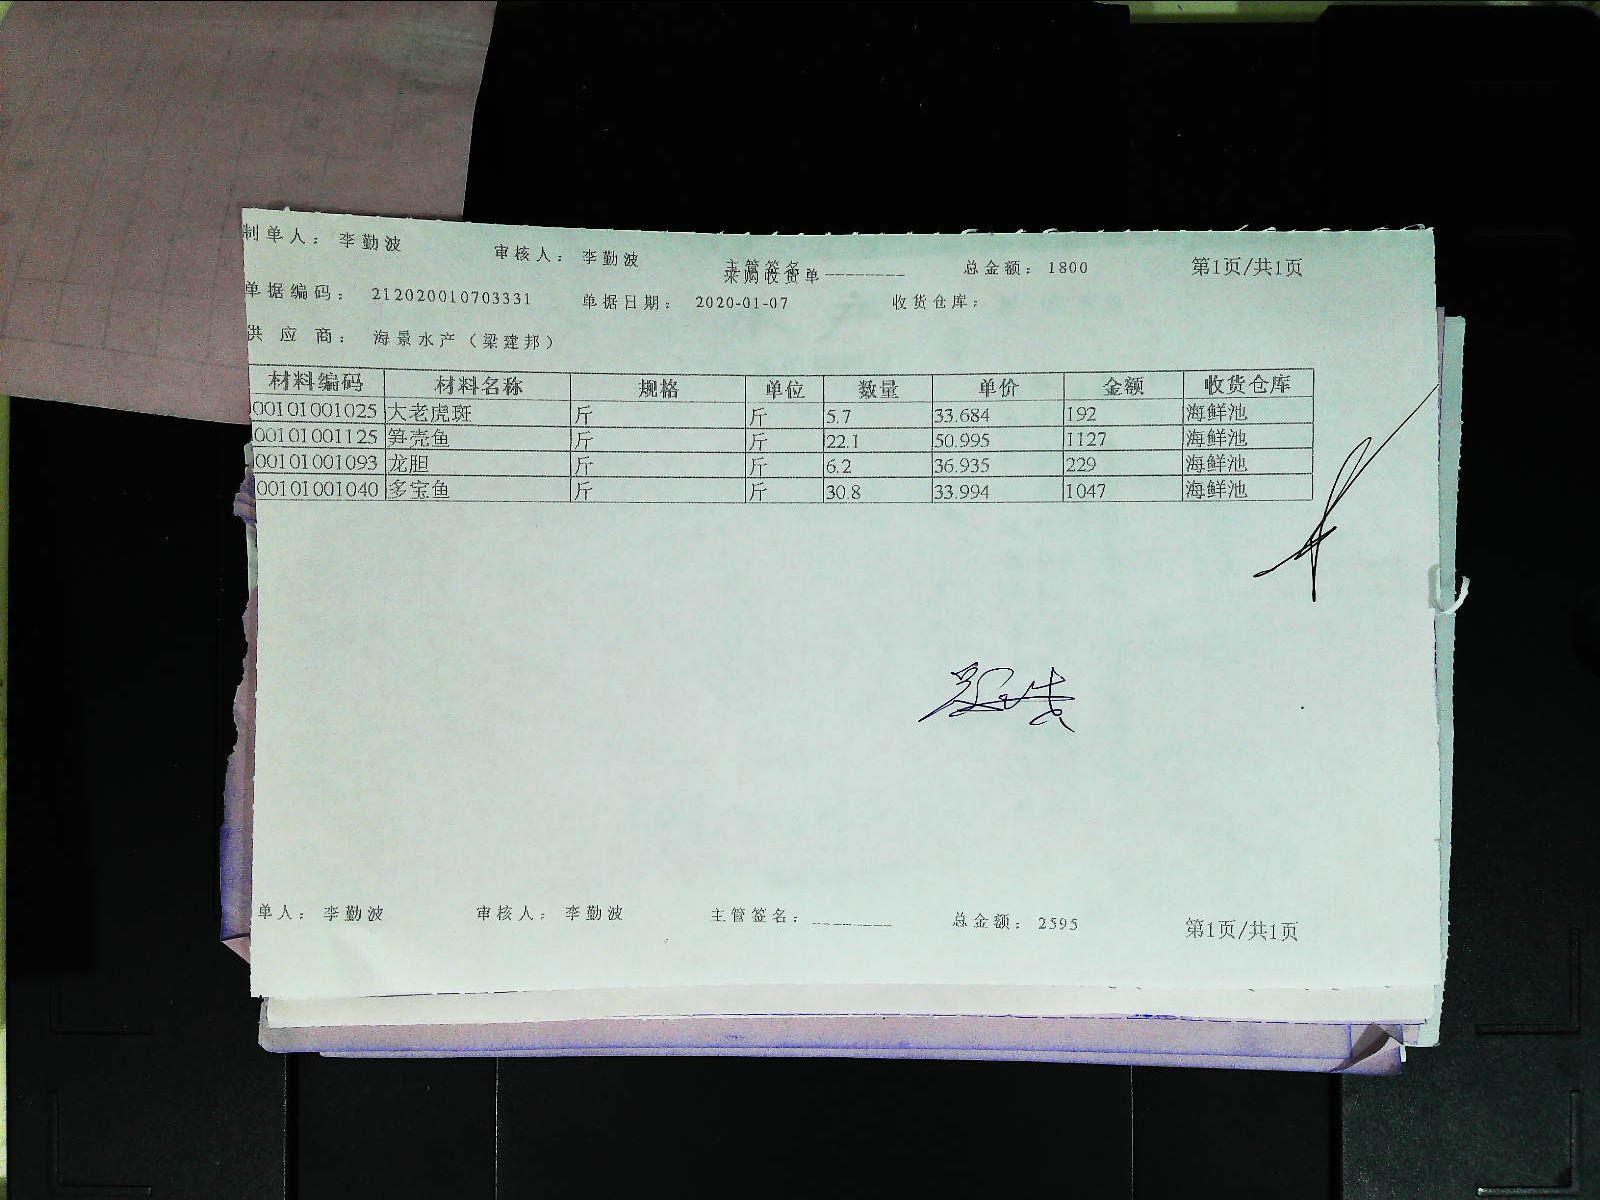 制单人： 李勤波 审核人： 李勤波 主管签名 总金额：1800 第1页/共1页
采购收货单
单据编码： 212020010703331 单据日期： 2020-01-07 收货仓库：
供 应 商： 海景水产（梁建邦）
材料编码 材料名称 规格 单位 数量 单价 金额 收货仓库
00101001025 大老虎斑 斤 斤 5.7 33.684 192 海鲜池
00101001125 笋壳鱼 斤 斤 22.1 50.995 1127 海鲜池
00101001093 龙胆 斤 斤 6.2 36.935 229 海鲜池
00101001040 多宝鱼 斤 斤 30.8 33.994 1047 海鲜池
单人： 李勤波 审核人： 李勤波 主管签名：________ 总金额：2595 第1页/共1页